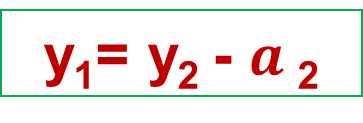 y₁= y₂ - a ₂